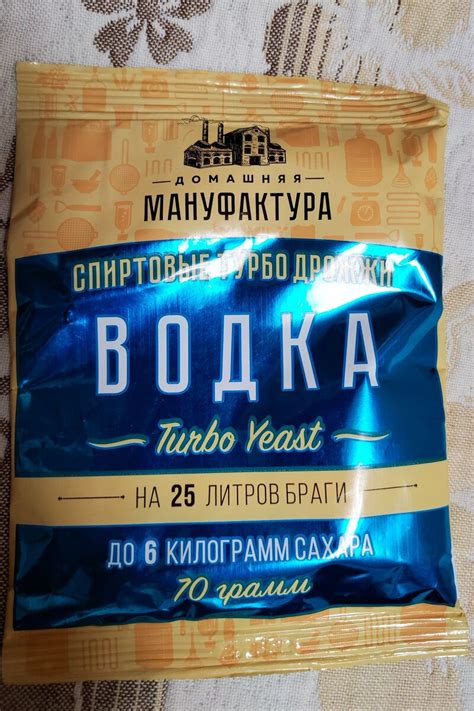 ДОМАШНЯЯ
МАНУФАКТУРА
СПИРТОВЫЕ ТУРБО ДРОЖЖИ
ВОДКА
Turbo Yeast
НА 25 ЛИТРОВ БРАГИ
ДО 6 КИЛОГРАММ САХАРА
70 грамм